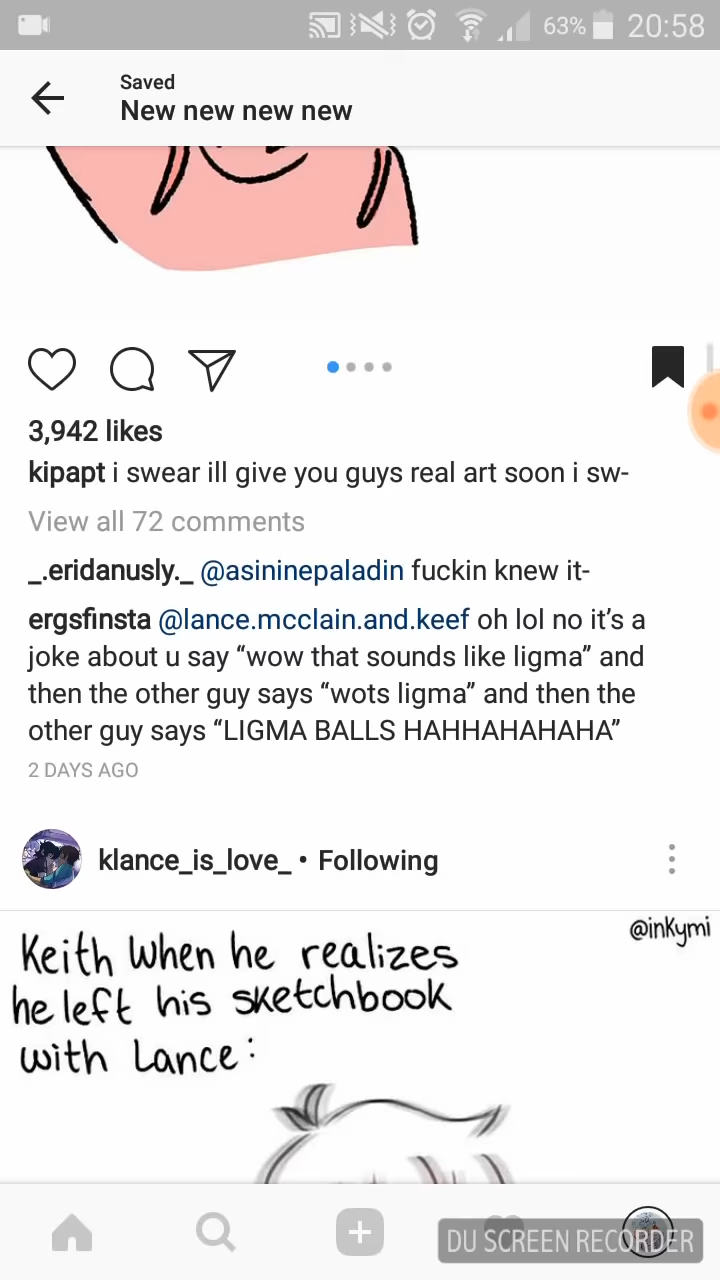 63% 20:58
Saved
New new new new
3,942 likes
kipapt i swear ill give you guys real art soon i sw-
View all 72 comments
_.eridanusly._ @asininepaladin fuckin knew it-
ergsfinsta @lance.mcclain.and.keef oh lol no it’s a
joke about u say “wow that sounds like ligma” and
then the other guy says “wots ligma” and then the
other guy says “LIGMA BALLS HAHHAHAHAHA”
2 DAYS AGO
klance_is_love_ • Following
@inkymi
Keith When he realizes
he left his sketchbook
with Lance:
DU SCREEN RECORDER